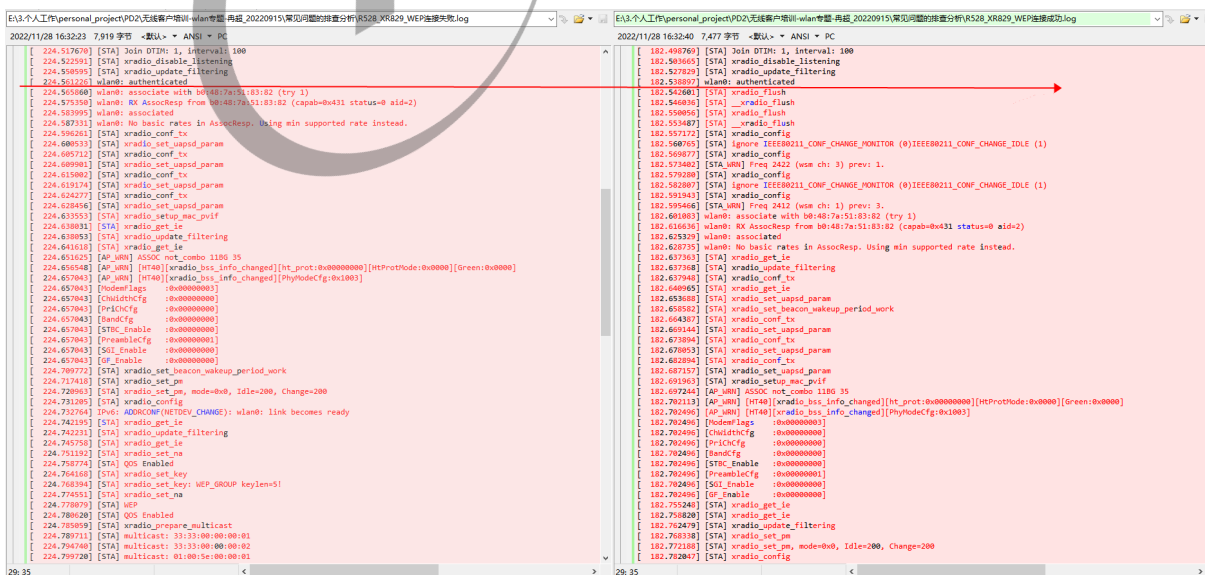 E:\3.个人工作\personal_project\PD2\无线客户培训-wlan专题-再超_20220915\常见问题的排查分析\R528_XR829_WEP连接失败.log
2022/11/28 16:32:23 7,919 字节 <默认> ANSI PC
[ 224.517670] [STA] Join DTIM: 1, interval: 100
[ 224.522591] [STA] xradio_disable_listening
[ 224.550595] [STA] xradio_update_filtering
[ 224.561226] wlan0: authenticated
[ 224.565860] wlan0: associate with b0:48:7a:51:83:82 (try 1)
[ 224.575350] wlan0: RX AssocResp from b0:48:7a:51:83:82 (capab=0x431 status=0 aid=2)
[ 224.583995] wlan0: associated
[ 224.587331] wlan0: No basic rates in AssocResp. Using min supported rate instead.
[ 224.596261] [STA] xradio_conf_tx
[ 224.600533] [STA] xradio_set_uapsd_param
[ 224.605712] [STA] xradio_conf_tx
[ 224.609901] [STA] xradio_set_uapsd_param
[ 224.615002] [STA] xradio_conf_tx
[ 224.619174] [STA] xradio_set_uapsd_param
[ 224.624277] [STA] xradio_conf_tx
[ 224.628456] [STA] xradio_set_uapsd_param
[ 224.633553] [STA] xradio_setup_mac_pvif
[ 224.638031] [STA] xradio_get_ie
[ 224.638053] [STA] xradio_update_filtering
[ 224.641618] [STA] xradio_get_ie
[ 224.651625] [AP_WRN] ASSOC not_combo 11BG 35
[ 224.656548] [AP_WRN] [HT40][xradio_bss_info_changed][ht_prot:0x00000000][HtProtMode:0x0000][Green:0x0000]
[ 224.657043] [AP_WRN] [HT40][xradio_bss_info_changed][PhyModeCfg:0x1003]
[ 224.657043] [ModemFlags :0x00000003]
[ 224.657043] [ChWidthCfg :0x00000000]
[ 224.657043] [PriChCfg :0x00000000]
[ 224.657043] [BandCfg :0x00000000]
[ 224.657043] [STBC_Enable :0x00000000]
[ 224.657043] [PreambleCfg :0x00000001]
[ 224.657043] [SGI_Enable :0x00000000]
[ 224.657043] [GF_Enable :0x00000000]
[ 224.709772] [STA] xradio_set_beacon_wakeup_period_work
[ 224.717418] [STA] xradio_set_pm
[ 224.720963] [STA] xradio_set_pm, mode=0x0, Idle=200, Change=200
[ 224.731205] [STA] xradio_config
[ 224.732764] IPv6: ADDRCONF(NETDEV_CHANGE): wlan0: link becomes ready
[ 224.742195] [STA] xradio_get_ie
[ 224.742231] [STA] xradio_update_filtering
[ 224.745758] [STA] xradio_get_ie
[ 224.751192] [STA] xradio_set_na
[ 224.758774] [STA] QOS Enabled
[ 224.764168] [STA] xradio_set_key
[ 224.768394] [STA] xradio_set_key: WEP_GROUP keylen=5!
[ 224.774551] [STA] xradio_set_na
[ 224.778079] [STA] WEP
[ 224.780620] [STA] QOS Enabled
[ 224.785059] [STA] xradio_prepare_multicast
[ 224.789711] [STA] multicast: 33:33:00:00:00:01
[ 224.794740] [STA] multicast: 33:33:00:00:00:02
[ 224.799720] [STA] multicast: 01:00:5e:00:00:01
29: 35
E:\3.个人工作\personal_project\PD2\无线客户培训-wlan专题-再超_20220915\常见问题的排查分析\R528_XR829_WEP连接成功.log
2022/11/28 16:32:40 7,477 字节 <默认> ANSI PC
[ 182.498769] [STA] Join DTIM: 1, interval: 100
[ 182.503665] [STA] xradio_disable_listening
[ 182.527829] [STA] xradio_update_filtering
[ 182.538897] wlan0: authenticated
[ 182.542601] [STA] xradio_flush
[ 182.546036] [STA] __xradio_flush
[ 182.550056] [STA] xradio_flush
[ 182.553487] [STA] __xradio_flush
[ 182.557172] [STA] xradio_config
[ 182.560765] [STA] ignore IEEE80211_CONF_CHANGE_MONITOR (0)IEEE80211_CONF_CHANGE_IDLE (1)
[ 182.569877] [STA] xradio_config
[ 182.573402] [STA_WRN] Freq 2422 (wsm ch: 3) prev: 1.
[ 182.579280] [STA] xradio_config
[ 182.582807] [STA] ignore IEEE80211_CONF_CHANGE_MONITOR (0)IEEE80211_CONF_CHANGE_IDLE (1)
[ 182.591943] [STA] xradio_config
[ 182.595466] [STA_WRN] Freq 2412 (wsm ch: 1) prev: 3.
[ 182.601083] wlan0: associate with b0:48:7a:51:83:82 (try 1)
[ 182.616636] wlan0: RX AssocResp from b0:48:7a:51:83:82 (capab=0x431 status=0 aid=2)
[ 182.625329] wlan0: associated
[ 182.628735] wlan0: No basic rates in AssocResp. Using min supported rate instead.
[ 182.637363] [STA] xradio_get_ie
[ 182.637368] [STA] xradio_update_filtering
[ 182.637948] [STA] xradio_conf_tx
[ 182.640965] [STA] xradio_get_ie
[ 182.653688] [STA] xradio_set_uapsd_param
[ 182.658582] [STA] xradio_set_beacon_wakeup_period_work
[ 182.664387] [STA] xradio_conf_tx
[ 182.669144] [STA] xradio_set_uapsd_param
[ 182.673894] [STA] xradio_conf_tx
[ 182.678053] [STA] xradio_set_uapsd_param
[ 182.682894] [STA] xradio_conf_tx
[ 182.687157] [STA] xradio_set_uapsd_param
[ 182.691963] [STA] xradio_setup_mac_pvif
[ 182.697244] [AP_WRN] ASSOC not_combo 11BG 35
[ 182.702113] [AP_WRN] [HT40][xradio_bss_info_changed][ht_prot:0x00000000][HtProtMode:0x0000][Green:0x0000]
[ 182.702496] [AP_WRN] [HT40][xradio_bss_info_changed][PhyModeCfg:0x1003]
[ 182.702496] [ModemFlags :0x00000003]
[ 182.702496] [ChWidthCfg :0x00000000]
[ 182.702496] [PriChCfg :0x00000000]
[ 182.702496] [BandCfg :0x00000000]
[ 182.702496] [STBC_Enable :0x00000000]
[ 182.702496] [PreambleCfg :0x00000001]
[ 182.702496] [SGI_Enable :0x00000000]
[ 182.702496] [GF_Enable :0x00000000]
[ 182.755248] [STA] xradio_get_ie
[ 182.758820] [STA] xradio_get_ie
[ 182.762479] [STA] xradio_update_filtering
[ 182.768338] [STA] xradio_set_pm
[ 182.772188] [STA] xradio_set_pm, mode=0x0, Idle=200, Change=200
[ 182.782047] [STA] xradio_config
29: 35